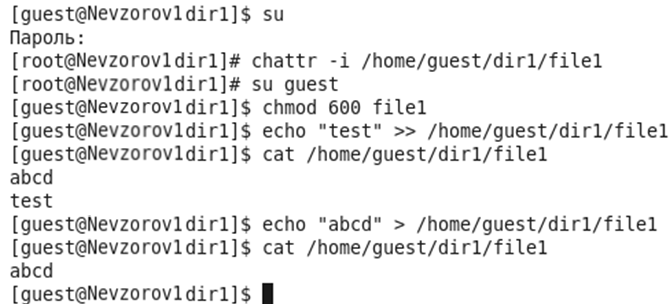 [guest@Nevzorov1dir1]$ su
Пароль:
[root@Nevzorov1dir1]# chattr -i /home/guest/dir1/file1
[root@Nevzorov1dir1]# su guest
[guest@Nevzorov1dir1]$ chmod 600 file1
[guest@Nevzorov1dir1]$ echo "test" >> /home/guest/dir1/file1
[guest@Nevzorov1dir1]$ cat /home/guest/dir1/file1
abcd
test
[guest@Nevzorov1dir1]$ echo "abcd" > /home/guest/dir1/file1
[guest@Nevzorov1dir1]$ cat /home/guest/dir1/file1
abcd
[guest@Nevzorov1dir1]$